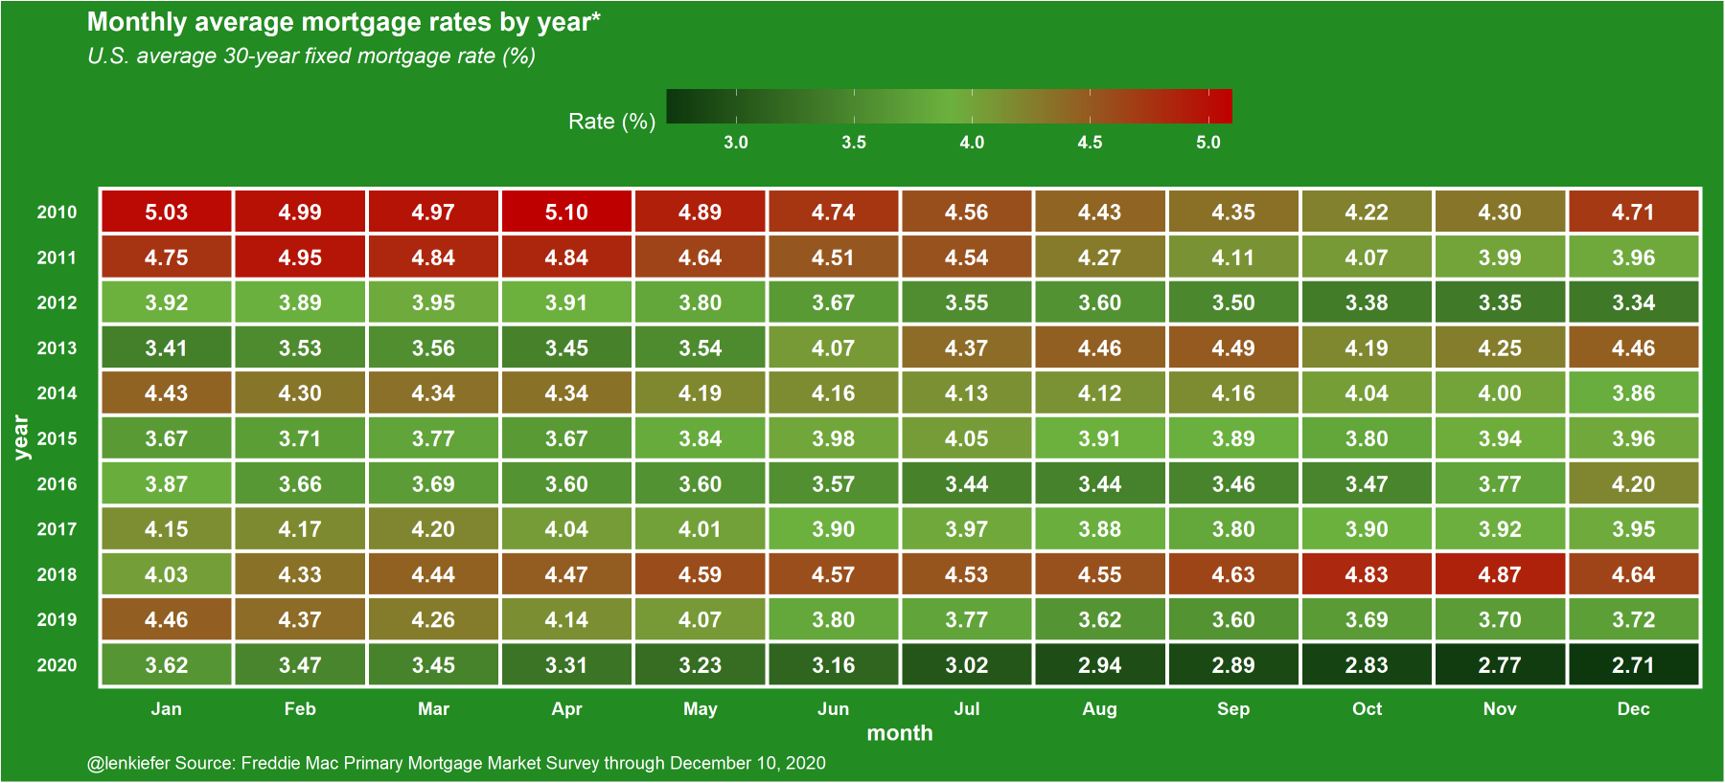 Monthly average mortgage rates by year*
U.S. average 30-year fixed mortgage rate (%)
Rate (%)
3.0 3.5 4.0 4.5 5.0
2010 5.03 4.99 4.97 5.10 4.89 4.74 4.56 4.43 4.35 4.22 4.30 4.71
2011 4.75 4.95 4.84 4.84 4.64 4.51 4.54 4.27 4.11 4.07 3.99 3.96
2012 3.92 3.89 3.95 3.91 3.80 3.67 3.55 3.60 3.50 3.38 3.35 3.34
2013 3.41 3.53 3.56 3.45 3.54 4.07 4.37 4.46 4.49 4.19 4.25 4.46
2014 4.43 4.30 4.34 4.34 4.19 4.16 4.13 4.12 4.16 4.04 4.00 3.86
year
2015 3.67 3.71 3.77 3.67 3.84 3.98 4.05 3.91 3.89 3.80 3.94 3.96
2016 3.87 3.66 3.69 3.60 3.60 3.57 3.44 3.44 3.46 3.47 3.77 4.20
2017 4.15 4.17 4.20 4.04 4.01 3.90 3.97 3.88 3.80 3.90 3.92 3.95
2018 4.03 4.33 4.44 4.47 4.59 4.57 4.53 4.55 4.63 4.83 4.87 4.64
2019 4.46 4.37 4.26 4.14 4.07 3.80 3.77 3.62 3.60 3.69 3.70 3.72
2020 3.62 3.47 3.45 3.31 3.23 3.16 3.02 2.94 2.89 2.83 2.77 2.71
Jan Feb Mar Apr May Jun Jul Aug Sep Oct Nov Dec
month
@lenkiefer Source: Freddie Mac Primary Mortgage Market Survey through December 10, 2020